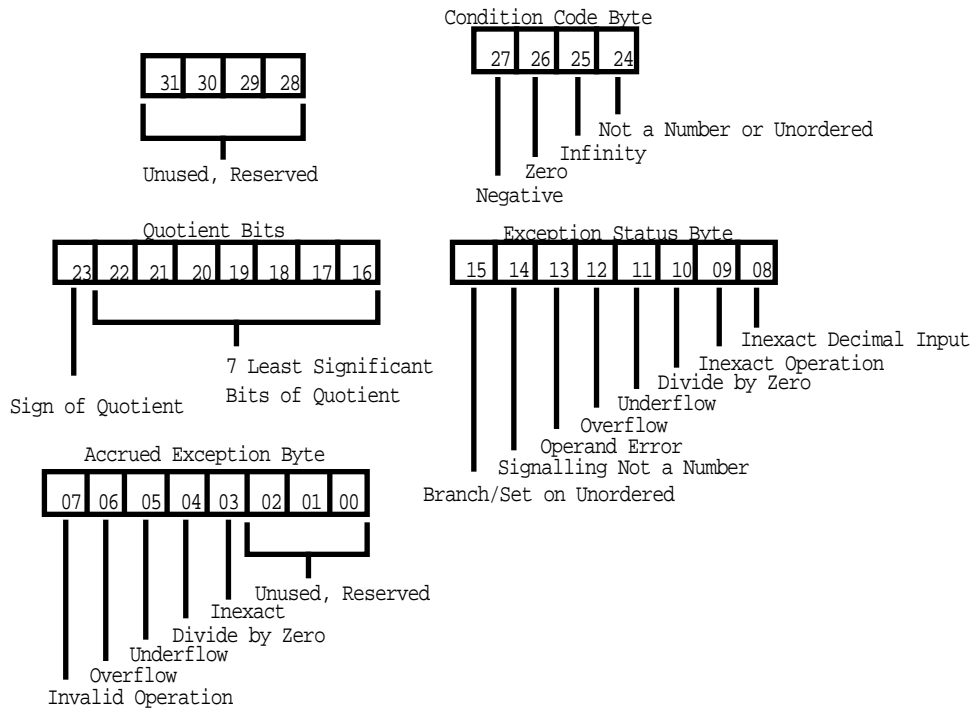 Condition Code Byte
31 30 29 28
27 26 25 24
Unused, Reserved
Not a Number or Unordered
Infinity
Zero
Negative
Quotient Bits
23 22 21 20 19 18 17 16
7 Least Significant
Bits of Quotient
Sign of Quotient
Exception Status Byte
15 14 13 12 11 10 09 08
Inexact Decimal Input
Inexact Operation
Divide by Zero
Underflow
Overflow
Operand Error
Signalling Not a Number
Branch/Set on Unordered
Accrued Exception Byte
07 06 05 04 03 02 01 00
Unused, Reserved
Inexact
Divide by Zero
Underflow
Overflow
Invalid Operation